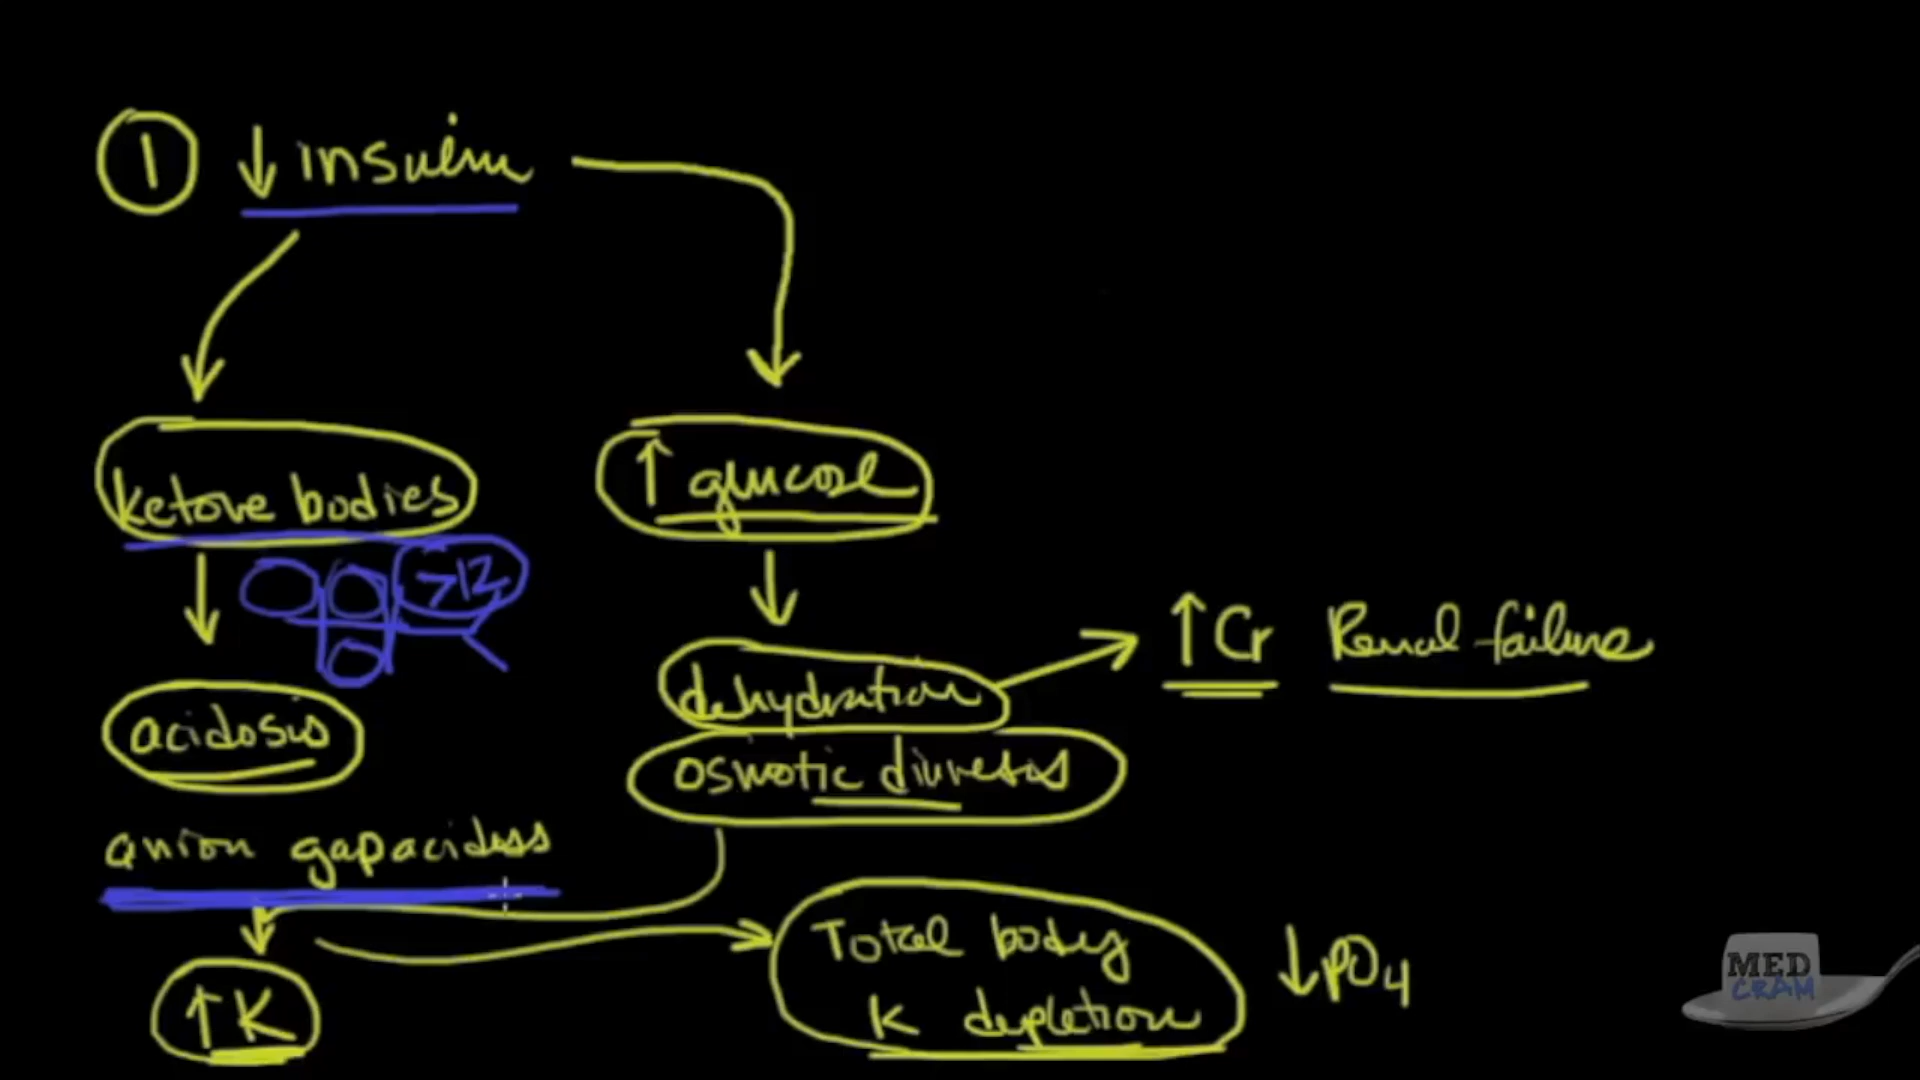 1 ↓ insulin
ketone bodies
↑ glucose
>12
acidosis
dehydration
↑ Cr Renal failure
osmotic diuresis
anion gap acidosis
↑ K
Total body
K depletion
↓ PO4
MED
CRAM